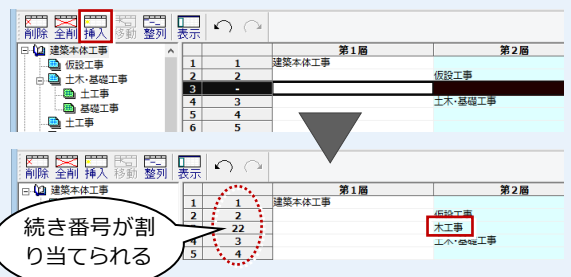 削除 全削 挿入 移動 整列 表示
建築本体工事
仮設工事
土木・基礎工事
土工事
基礎工事
土工事
第1層 第2層
1 1 建築本体工事
2 2 仮設工事
3 -
4 3 土木・基礎工事
5 4
6 5
削除 全削 挿入 移動 整列 表示
建築本体工事
第1層 第2層
1 1 建築本体工事
2 2 仮設工事
22 木工事
4 3 土木・基礎工事
5 4
続き番号が割
り当てられる